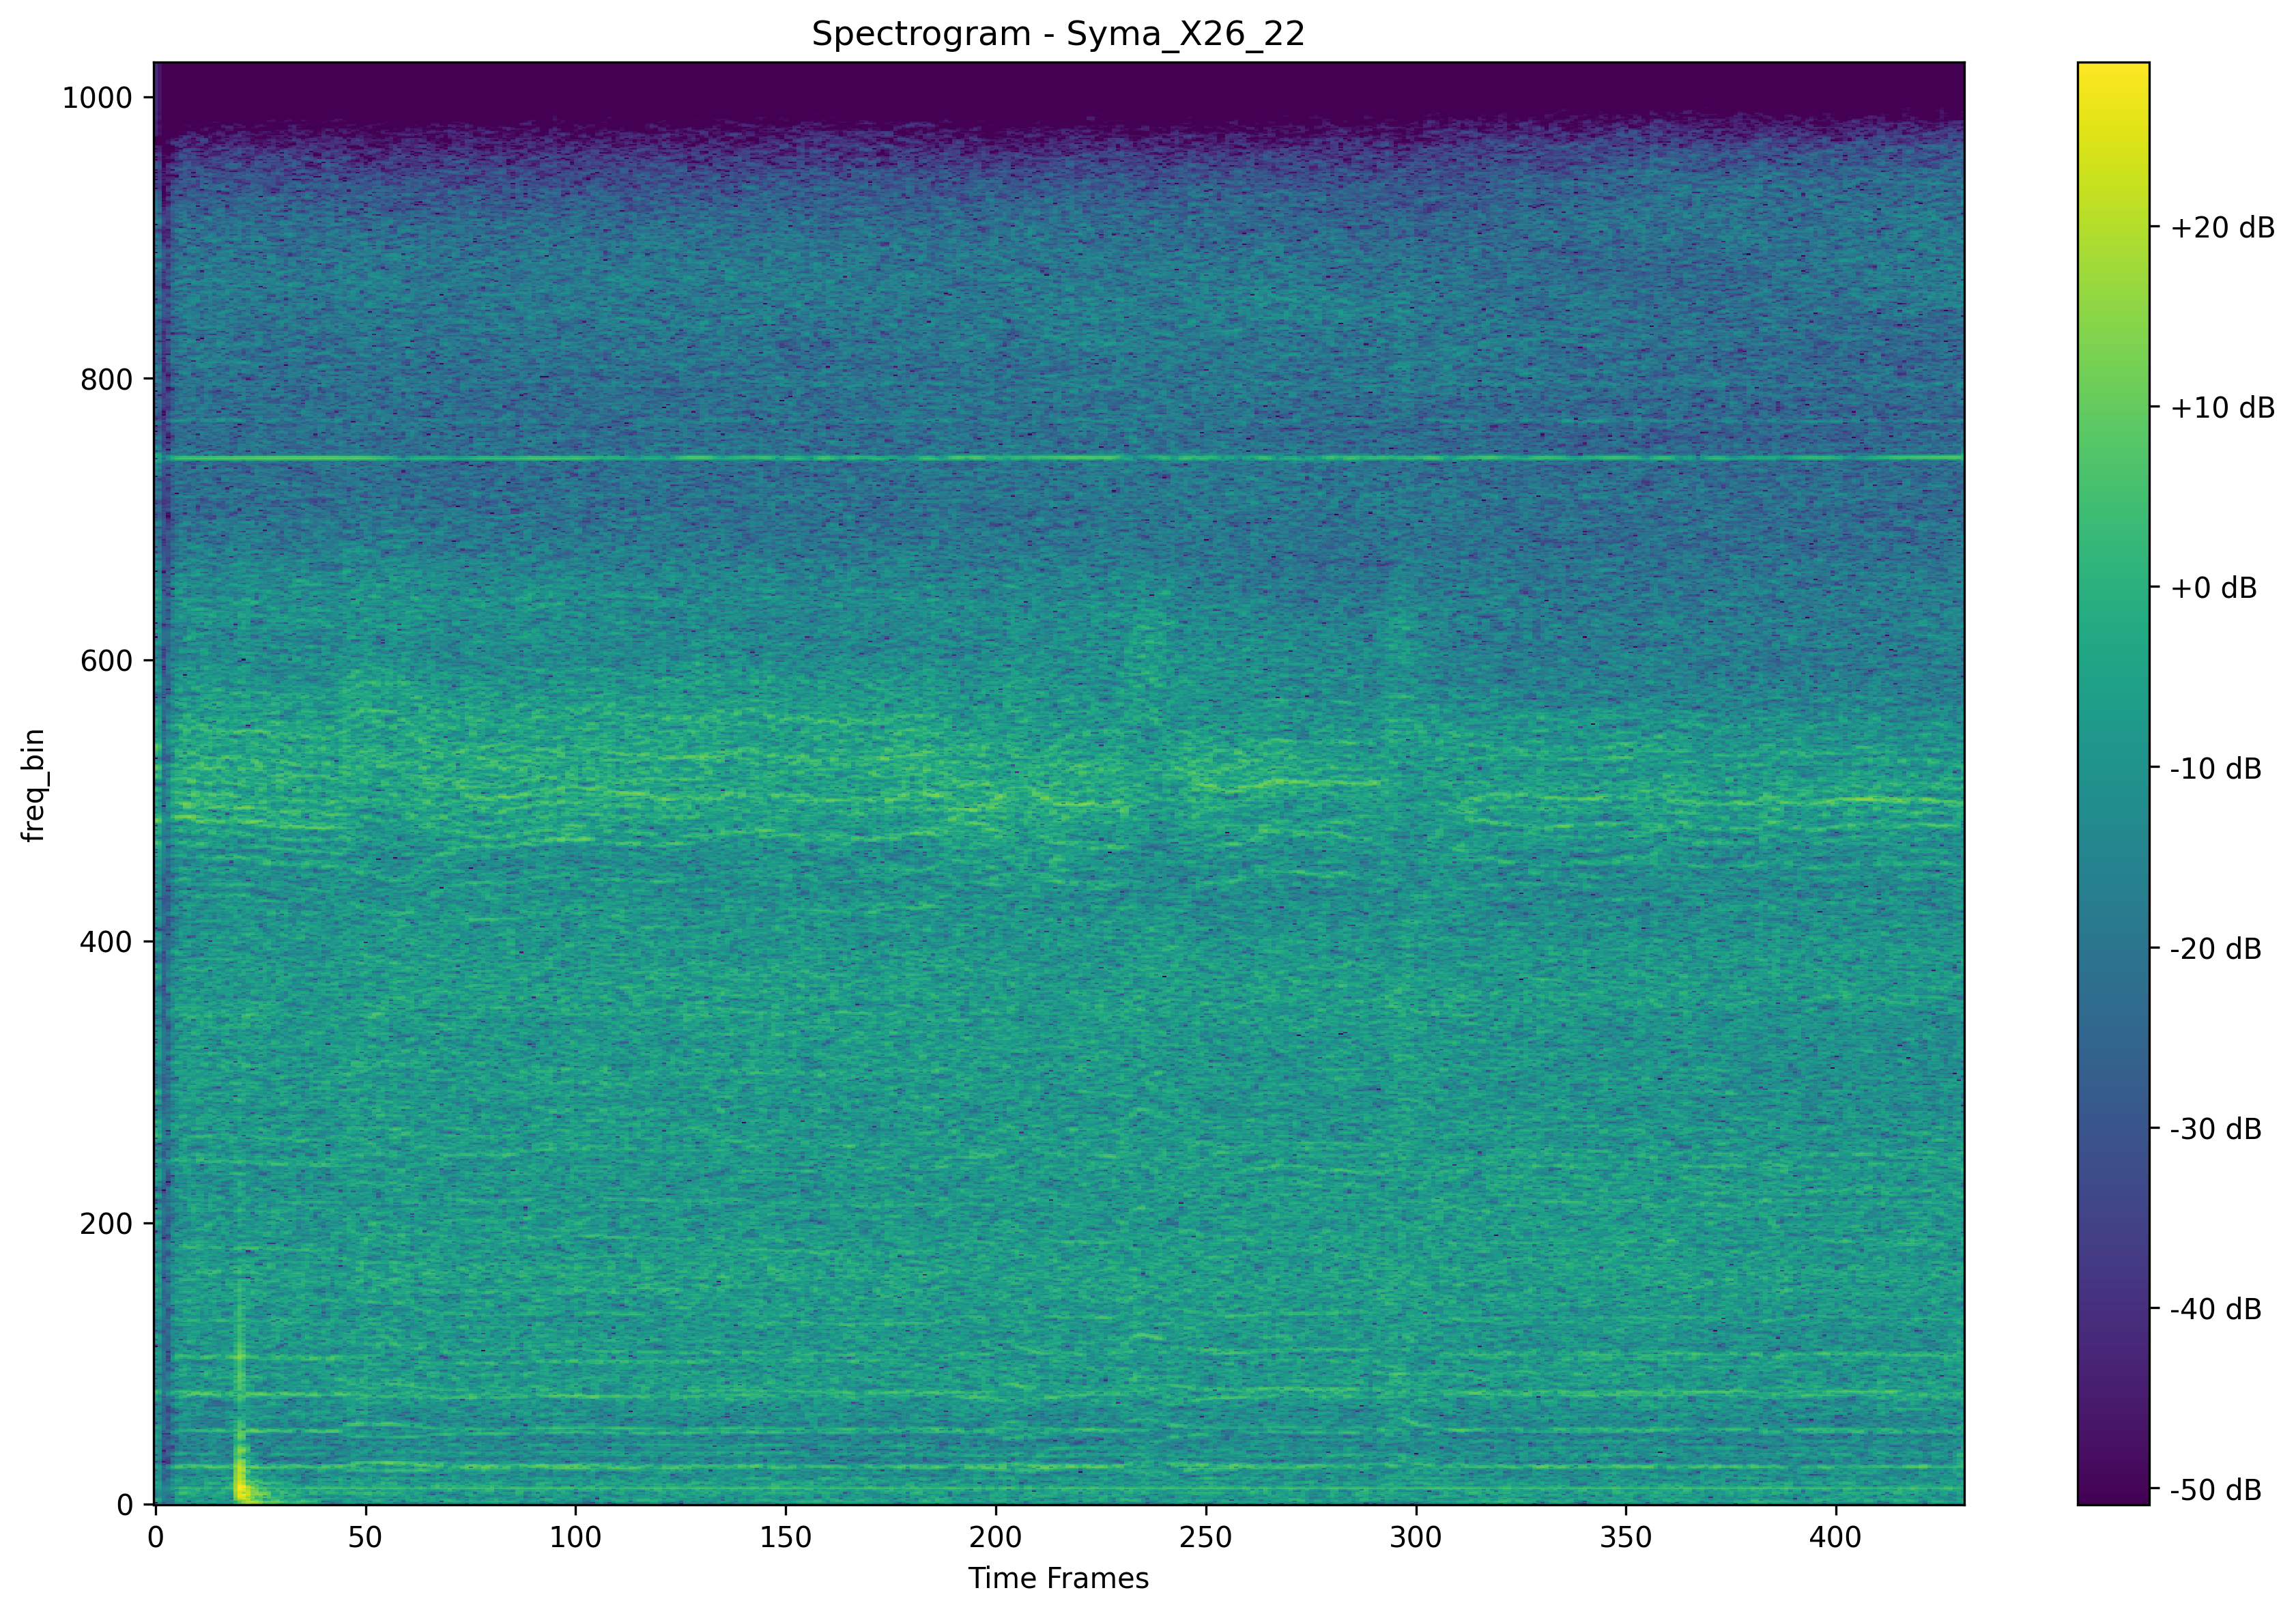 Spectrogram - Syma_X26_22
1000
800
600
400
200
0
freq_bin
0 50 100 150 200 250 300 350 400
Time Frames
+20 dB
+10 dB
+0 dB
-10 dB
-20 dB
-30 dB
-40 dB
-50 dB